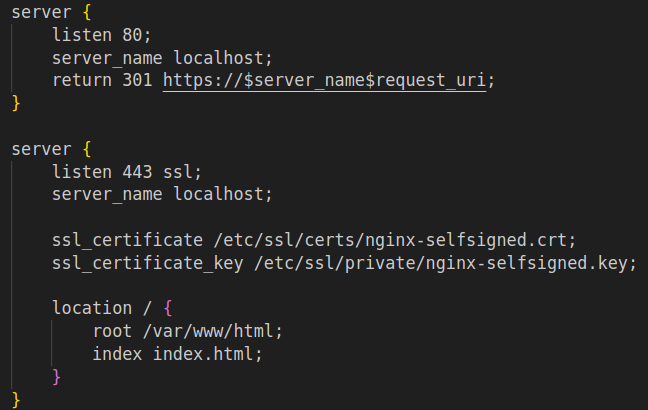 server {
    listen 80;
    server_name localhost;
    return 301 https://$server_name$request_uri;
}

server {
    listen 443 ssl;
    server_name localhost;

    ssl_certificate /etc/ssl/certs/nginx-selfsigned.crt;
    ssl_certificate_key /etc/ssl/private/nginx-selfsigned.key;

    location / {
        root /var/www/html;
        index index.html;
    }
}